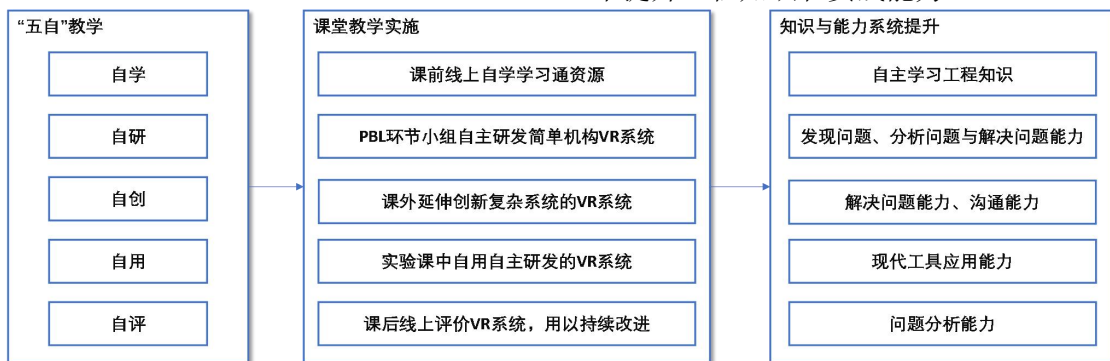 “五自”教学
自学
自研
自创
自用
自评
课堂教学实施
课前线上自学学习通资源
PBL环节小组自主研发简单机构VR系统
课外延伸创新复杂系统的VR系统
实验课中自用自主研发的VR系统
课后线上评价VR系统，用以持续改进
知识与能力系统提升
自主学习工程知识
发现问题、分析问题与解决问题能力
解决问题能力、沟通能力
现代工具应用能力
问题分析能力